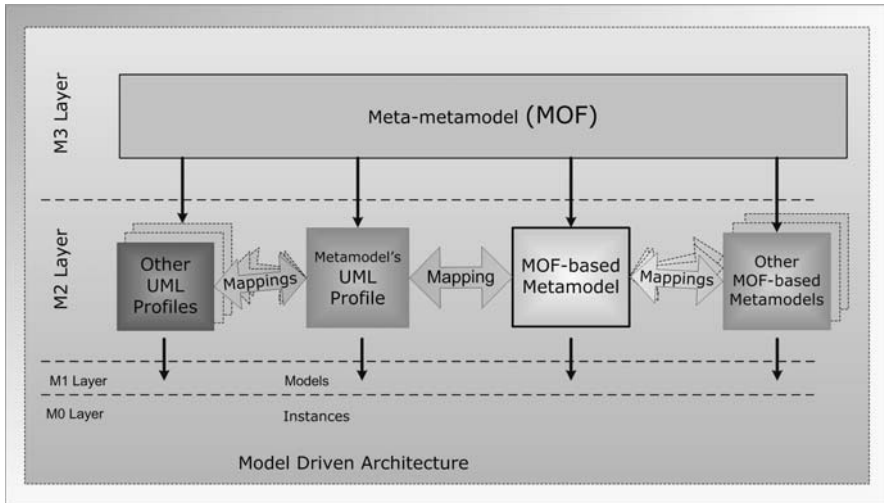 M3 Layer
Meta-metamodel (MOF)
M2 Layer
Other
UML
Profiles
Mappings
Metamodel's
UML
Profile
Mapping
MOF-based
Metamodel
Mappings
Other
MOF-based
Metamodels
M1 Layer
Models
M0 Layer
Instances
Model Driven Architecture